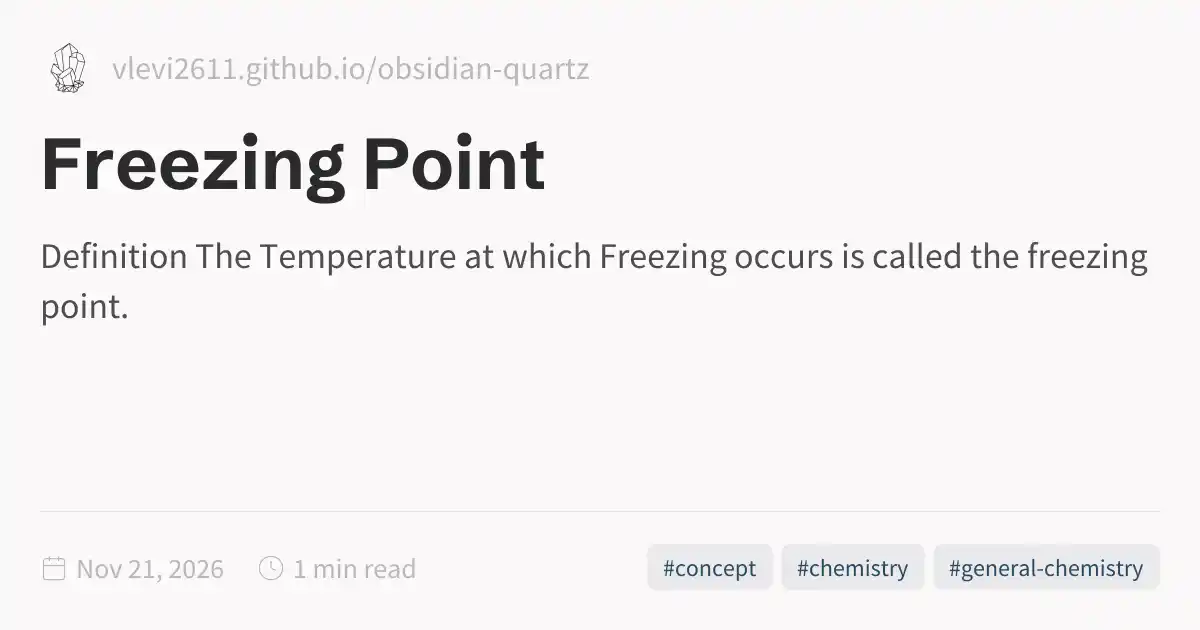 vlevi2611.github.io/obsidian-quartz
Freezing Point
Definition The Temperature at which Freezing occurs is called the freezing
point.
Nov 21, 2026 1 min read #concept #chemistry #general-chemistry